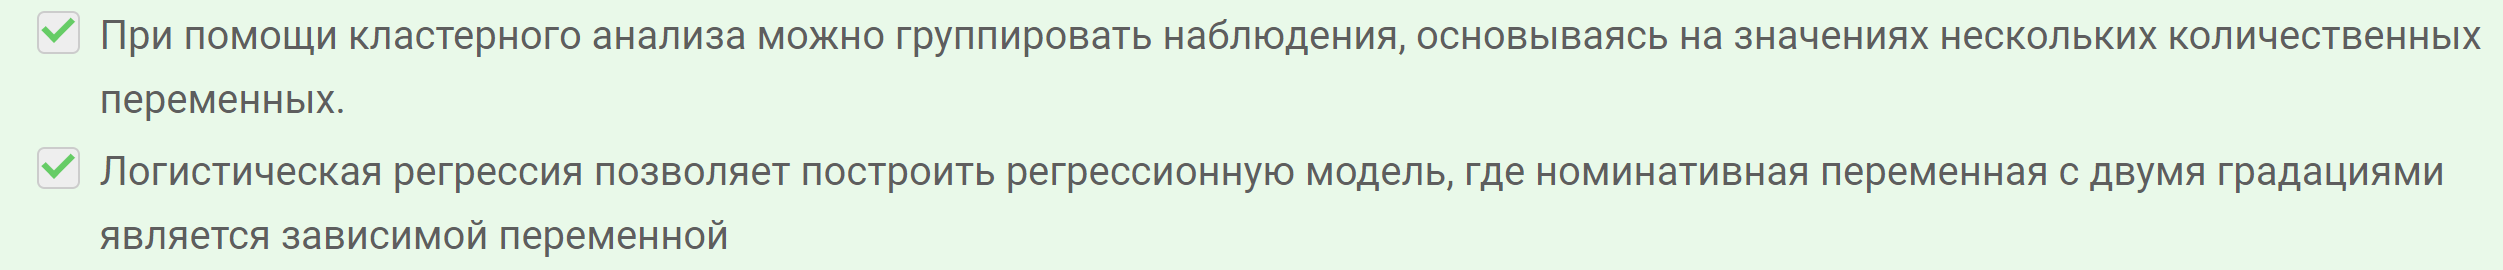 При помощи кластерного анализа можно группировать наблюдения, основываясь на значениях нескольких количественных
переменных.
Логистическая регрессия позволяет построить регрессионную модель, где номинативная переменная с двумя градациями
является зависимой переменной